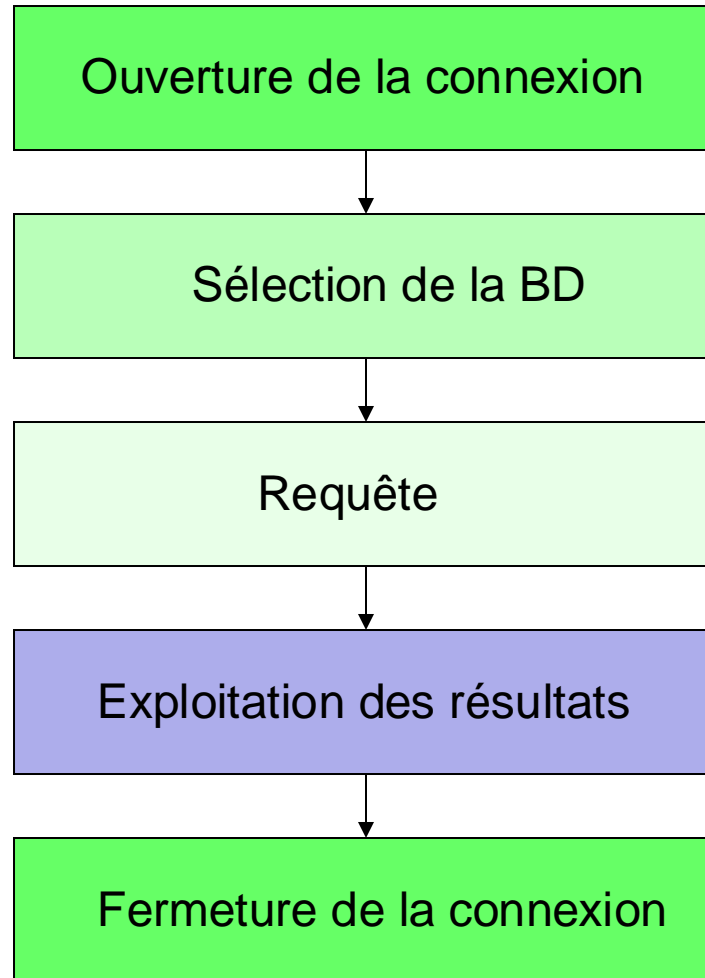 Ouverture de la connexion
Sélection de la BD
Requête
Exploitation des résultats
Fermeture de la connexion